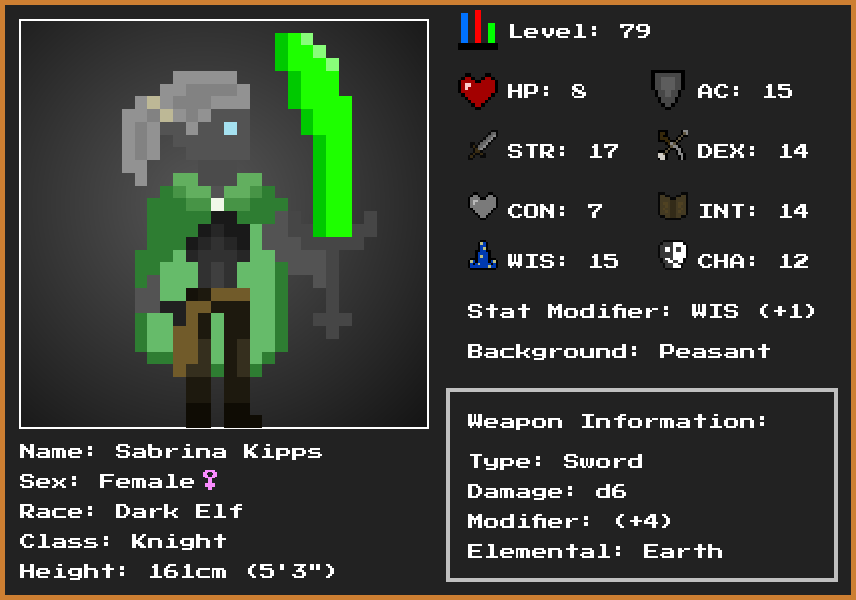 Level: 79
HP: 8 AC: 15
STR: 17 DEX: 14
CON: 7 INT: 14
WIS: 15 CHA: 12
Stat Modifier: WIS (+1)
Background: Peasant
Weapon Information:
Type: Sword
Damage: d6
Modifier: (+4)
Elemental: Earth
Name: Sabrina Kipps
Sex: Female♀
Race: Dark Elf
Class: Knight
Height: 161cm (5'3")